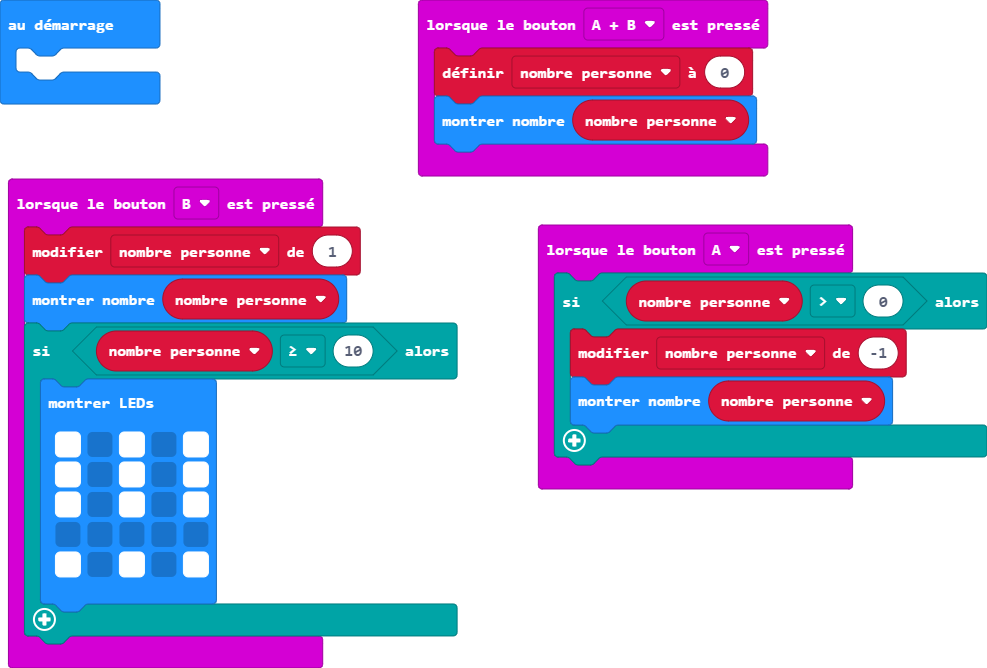 au démarrage
lorsque le bouton A + B est pressé
définir nombre personne à 0
montrer nombre nombre personne
lorsque le bouton B est pressé
modifier nombre personne de 1
montrer nombre nombre personne
si nombre personne ≥ 10 alors
montrer LEDs
lorsque le bouton A est pressé
si nombre personne > 0 alors
modifier nombre personne de -1
montrer nombre nombre personne